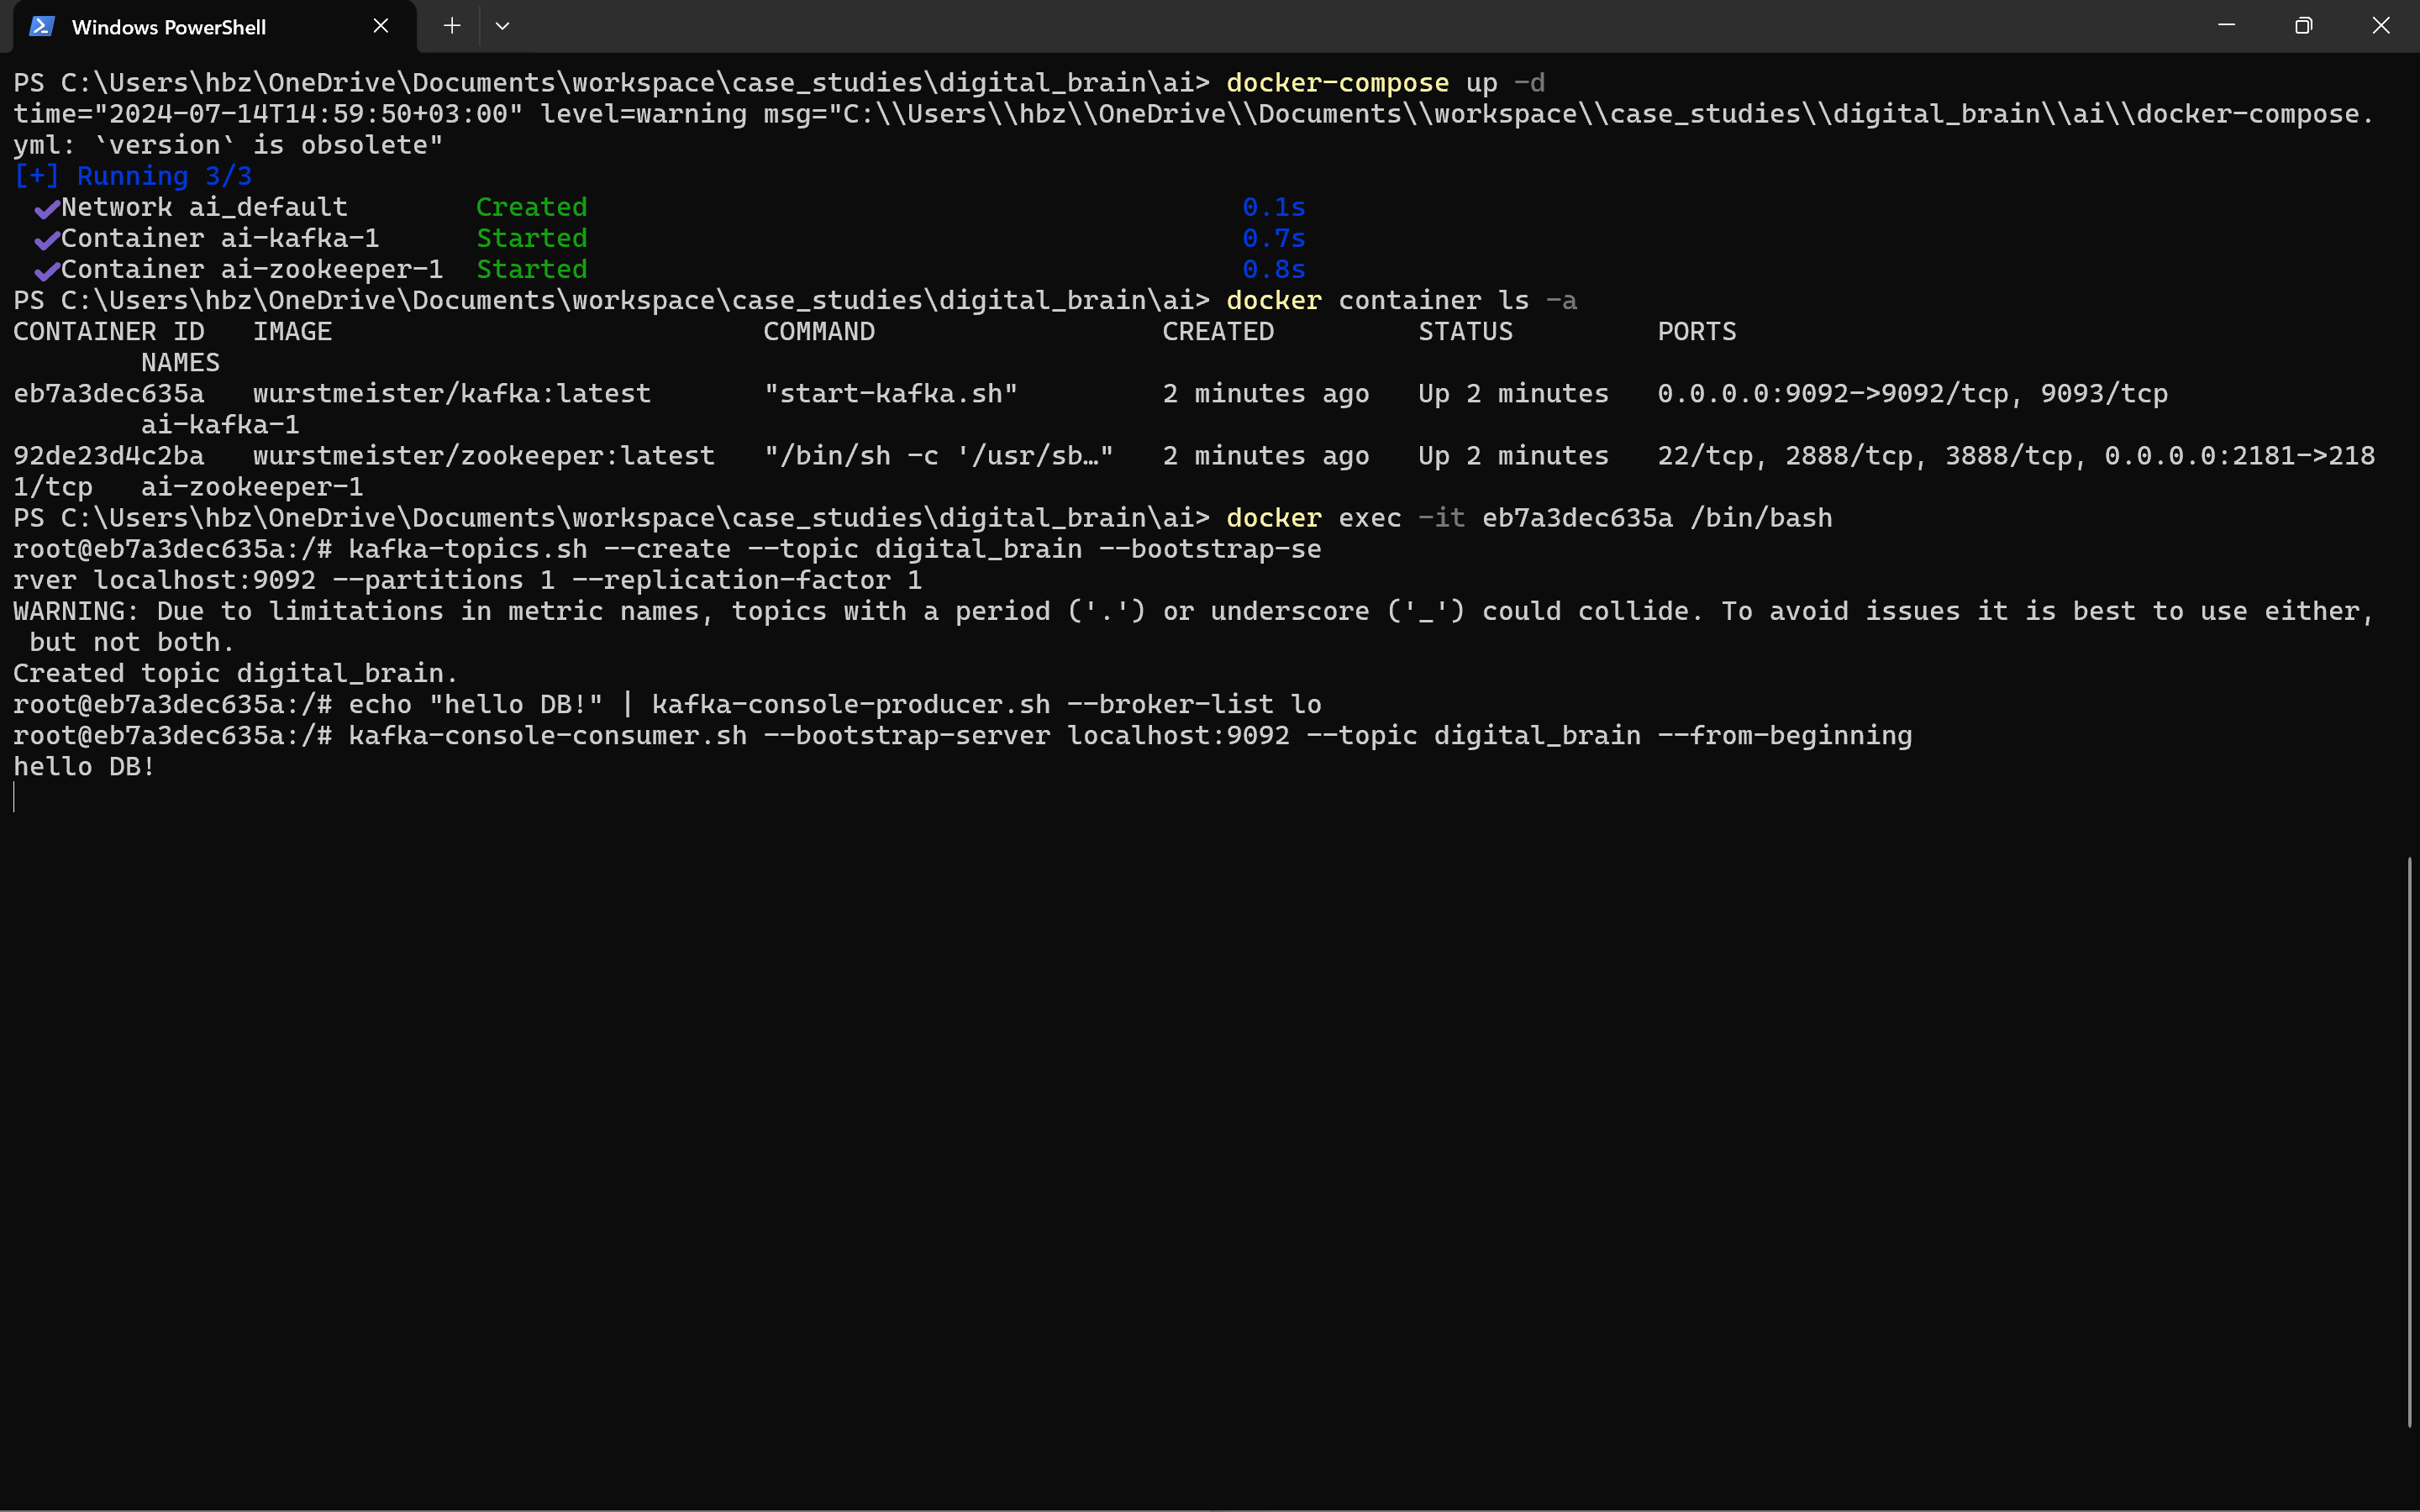 Windows PowerShell
PS C:\Users\hbz\OneDrive\Documents\workspace\case_studies\digital_brain\ai> docker-compose up -d
time="2024-07-14T14:59:50+03:00" level=warning msg="C:\\Users\\hbz\\OneDrive\\Documents\\workspace\\case_studies\\digital_brain\\ai\\docker-compose.
yml: `version` is obsolete"
[+] Running 3/3
✔Network ai_default        Created                                         0.1s
✔Container ai-kafka-1      Started                                         0.7s
✔Container ai-zookeeper-1  Started                                         0.8s
PS C:\Users\hbz\OneDrive\Documents\workspace\case_studies\digital_brain\ai> docker container ls -a
CONTAINER ID   IMAGE                           COMMAND                  CREATED         STATUS         PORTS
        NAMES
eb7a3dec635a   wurstmeister/kafka:latest       "start-kafka.sh"         2 minutes ago   Up 2 minutes   0.0.0.0:9092->9092/tcp, 9093/tcp
        ai-kafka-1
92de23d4c2ba   wurstmeister/zookeeper:latest   "/bin/sh -c '/usr/sb…"   2 minutes ago   Up 2 minutes   22/tcp, 2888/tcp, 3888/tcp, 0.0.0.0:2181->218
1/tcp   ai-zookeeper-1
PS C:\Users\hbz\OneDrive\Documents\workspace\case_studies\digital_brain\ai> docker exec -it eb7a3dec635a /bin/bash
root@eb7a3dec635a:/# kafka-topics.sh --create --topic digital_brain --bootstrap-se
rver localhost:9092 --partitions 1 --replication-factor 1
WARNING: Due to limitations in metric names, topics with a period ('.') or underscore ('_') could collide. To avoid issues it is best to use either,
 but not both.
Created topic digital_brain.
root@eb7a3dec635a:/# echo "hello DB!" | kafka-console-producer.sh --broker-list lo
root@eb7a3dec635a:/# kafka-console-consumer.sh --bootstrap-server localhost:9092 --topic digital_brain --from-beginning
hello DB!